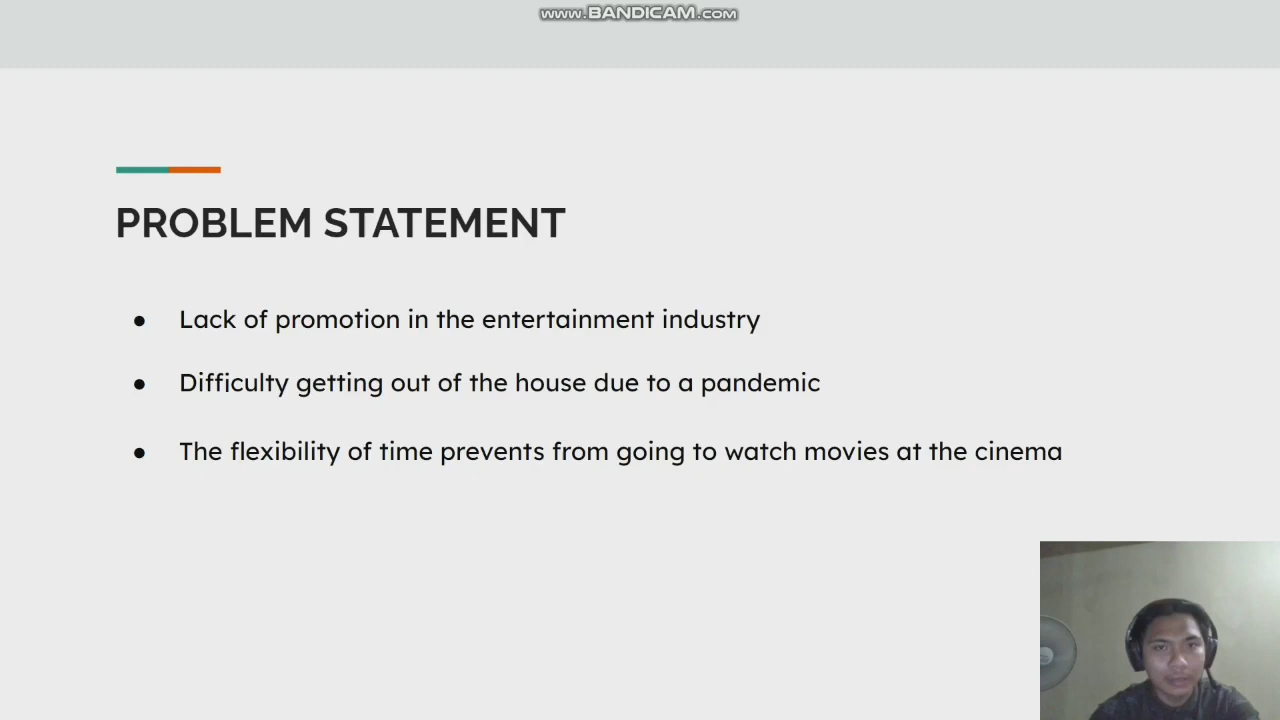 www.BANDICAM.com
PROBLEM STATEMENT
● Lack of promotion in the entertainment industry
● Difficulty getting out of the house due to a pandemic
● The flexibility of time prevents from going to watch movies at the cinema